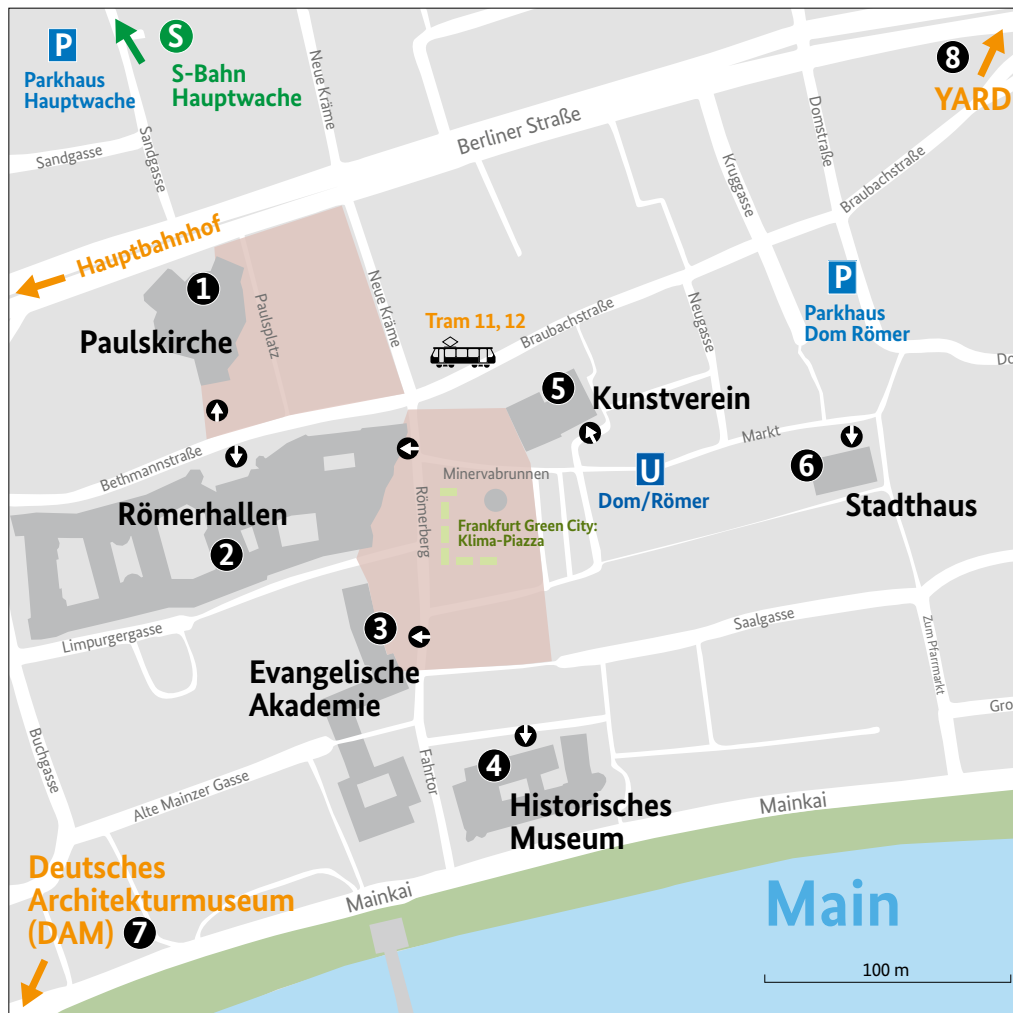 P
Parkhaus
Hauptwache
S
S-Bahn
Hauptwache
Neue Kräme
8
YARD
Sandgasse
Sandgasse
Berliner Straße
Domstraße
Kruggasse
Braubachstraße
Hauptbahnhof
1
Paulskirche
Paulsplatz
Neue Kräme
Tram 11, 12
Braubachstraße
Neugasse
P
Parkhaus
Dom Römer
Do
5
Kunstverein
Markt
Bethmannstraße
Minervabrunnen
U
Dom/Römer
6
Stadthaus
Römerhallen
2
Römerberg
Frankfurt Green City:
Klima-Piazza
Limpurgergasse
3
Evangelische
Akademie
Saalgasse
Zum Pfarrmarkt
Gro
Buchgasse
Alte Mainzer Gasse
Fahrtor
4
Historisches
Museum
Mainkai
Deutsches
Architekturmuseum
(DAM) 7
Mainkai
Main
100 m